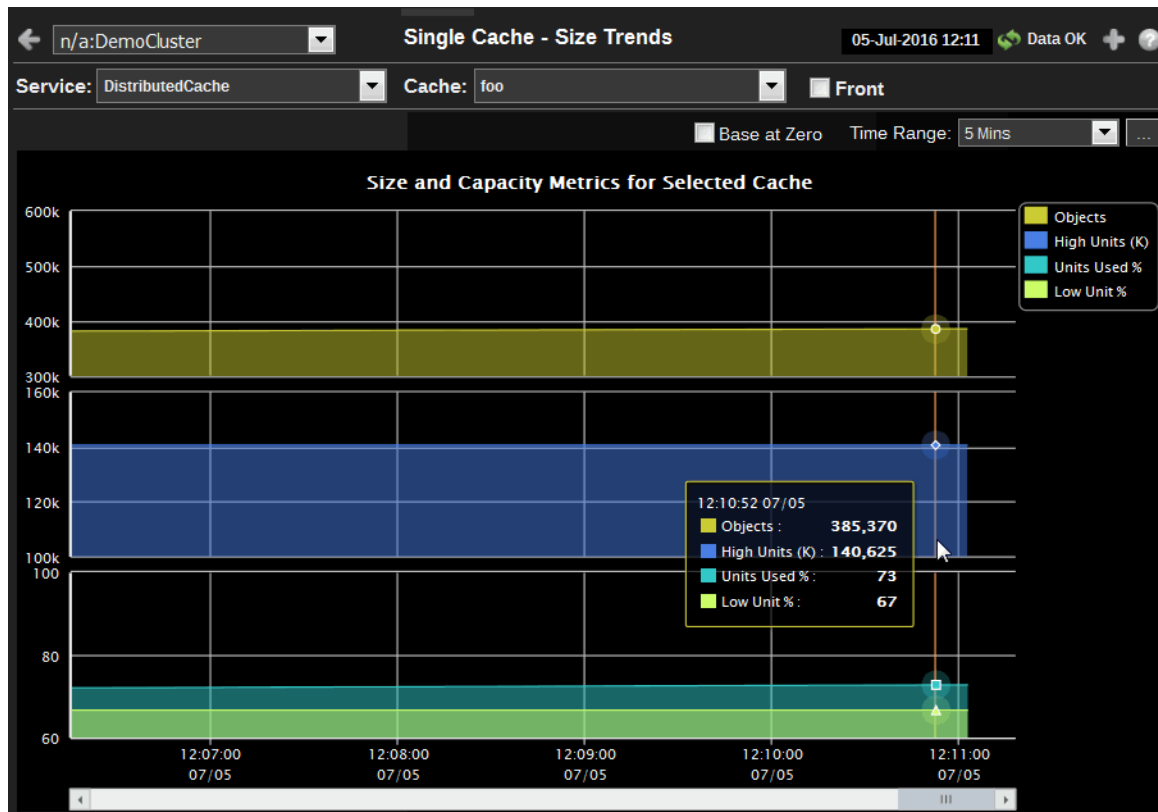 n/a:DemoCluster
Single Cache - Size Trends
05-Jul-2016 12:11 Data OK + ?
Service: DistributedCache Cache: foo Front
Base at Zero Time Range: 5 Mins ...
Size and Capacity Metrics for Selected Cache
600k
500k
400k
300k
Objects
High Units (K)
Units Used %
Low Unit %
160k
140k
120k
100k
12:10:52 07/05
Objects : 385,370
High Units (K) : 140,625
Units Used % : 73
Low Unit % : 67
100
80
60
12:07:00 12:08:00 12:09:00 12:10:00 12:11:00
07/05 07/05 07/05 07/05 07/05